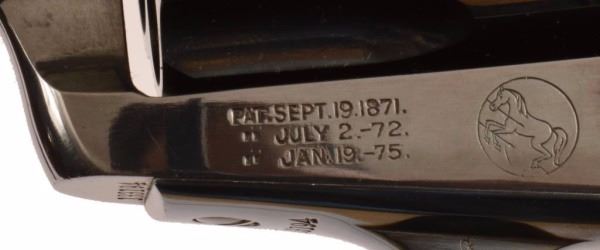 PAT. SEPT. 19. 1871.
" JULY 2.-72.
" JAN. 19.-75.